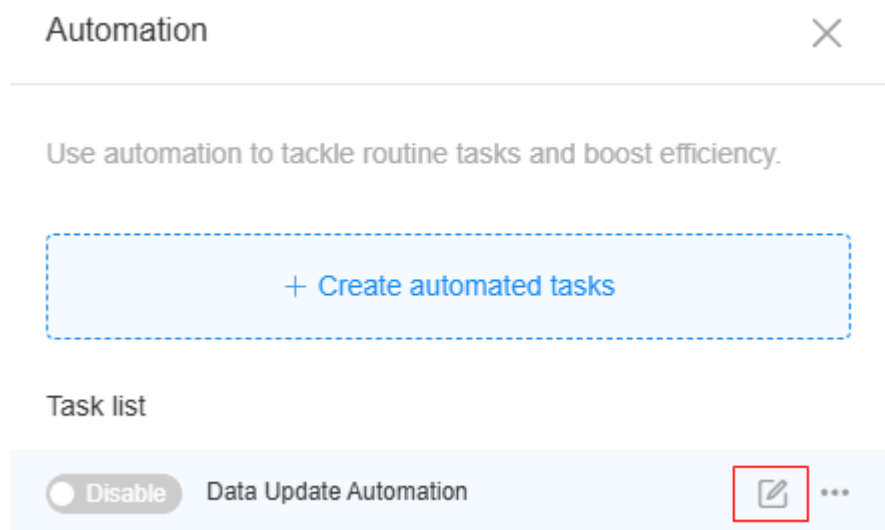 Automation
Use automation to tackle routine tasks and boost efficiency.
+ Create automated tasks
Task list
Disable Data Update Automation